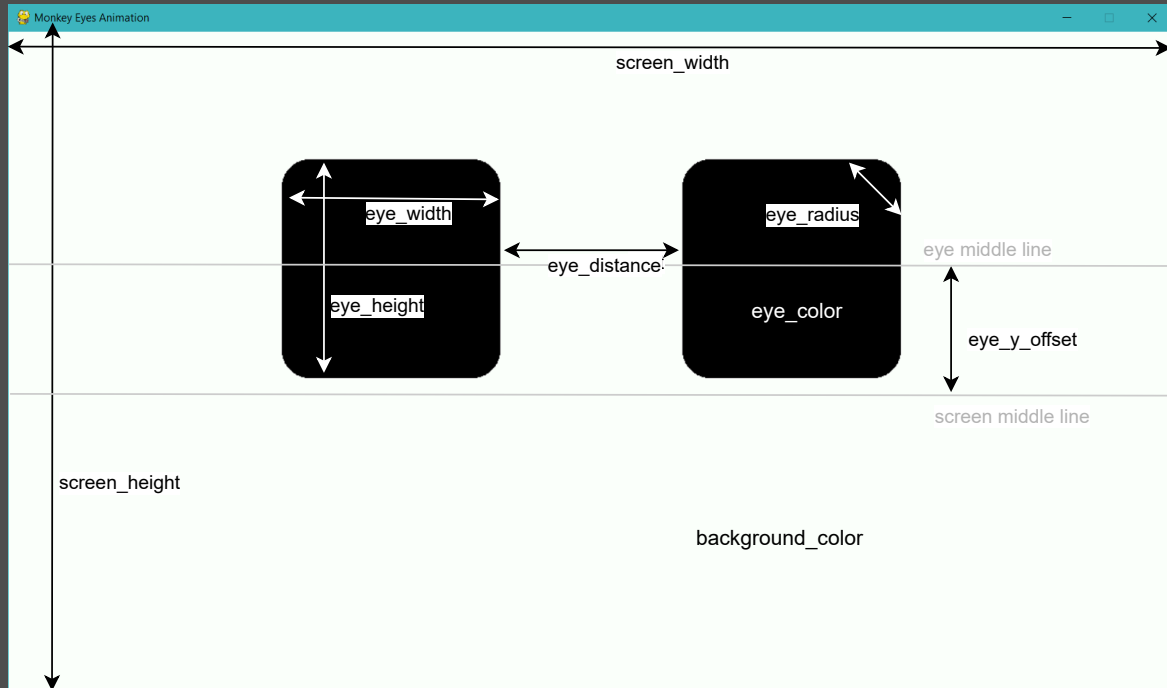 Monkey Eyes Animation
screen_width
eye_width
eye_radius
eye middle line
eye_distance
eye_height
eye_color
eye_y_offset
screen middle line
screen_height
background_color